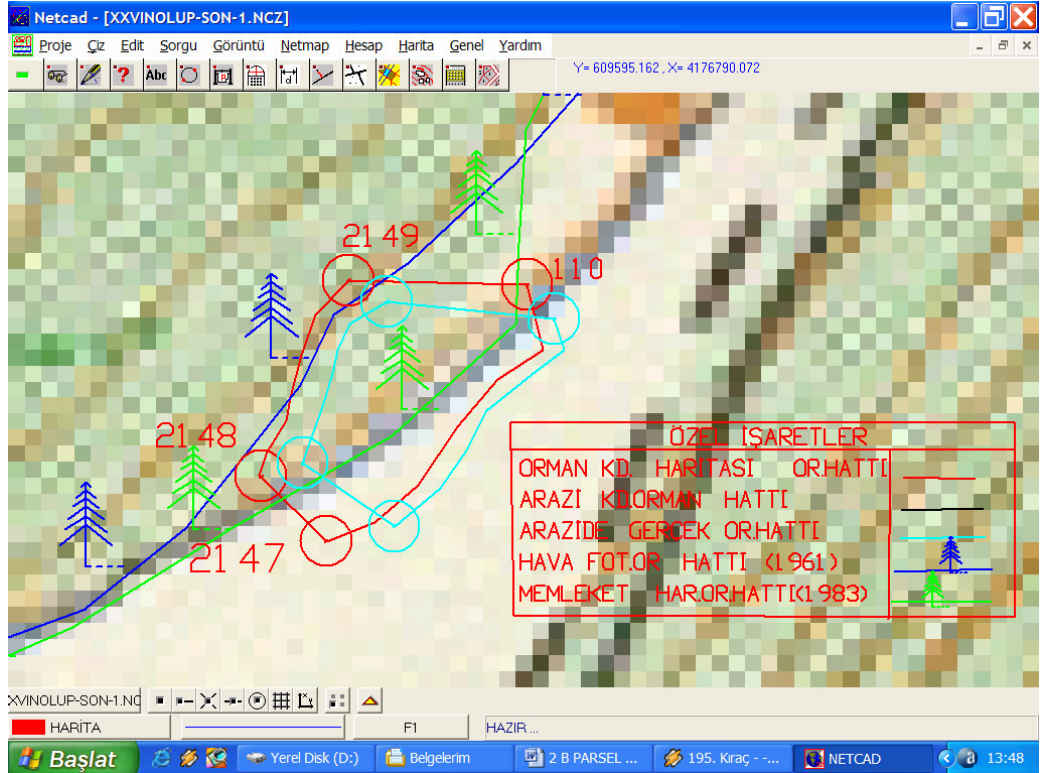 Netcad - [XXVINOLUP-SON-1.NCZ]
Proje Çiz Edit Sorgu Görüntü Netmap Hesap Harita Genel Yardım
Abc
Y= 609595.162 , X= 4176790.072
21 49
110
21 48
21 47
ÖZEL İŞARETLER
ORMAN KD. HARİTASI OR.HATTI
ARAZİ KD.ORMAN HATTI
ARAZİDE GERÇEK OR.HATTI
HAVA FOT.OR HATTI (1961)
MEMLEKET HAR.OR.HATTI(1983)
XVINOLUP-SON-1.NC
HARİTA F1 HAZIR ...
Başlat Yerel Disk (D:) Belgelerim 2 B PARSEL ... 195. Kıraç - -... NETCAD 13:48